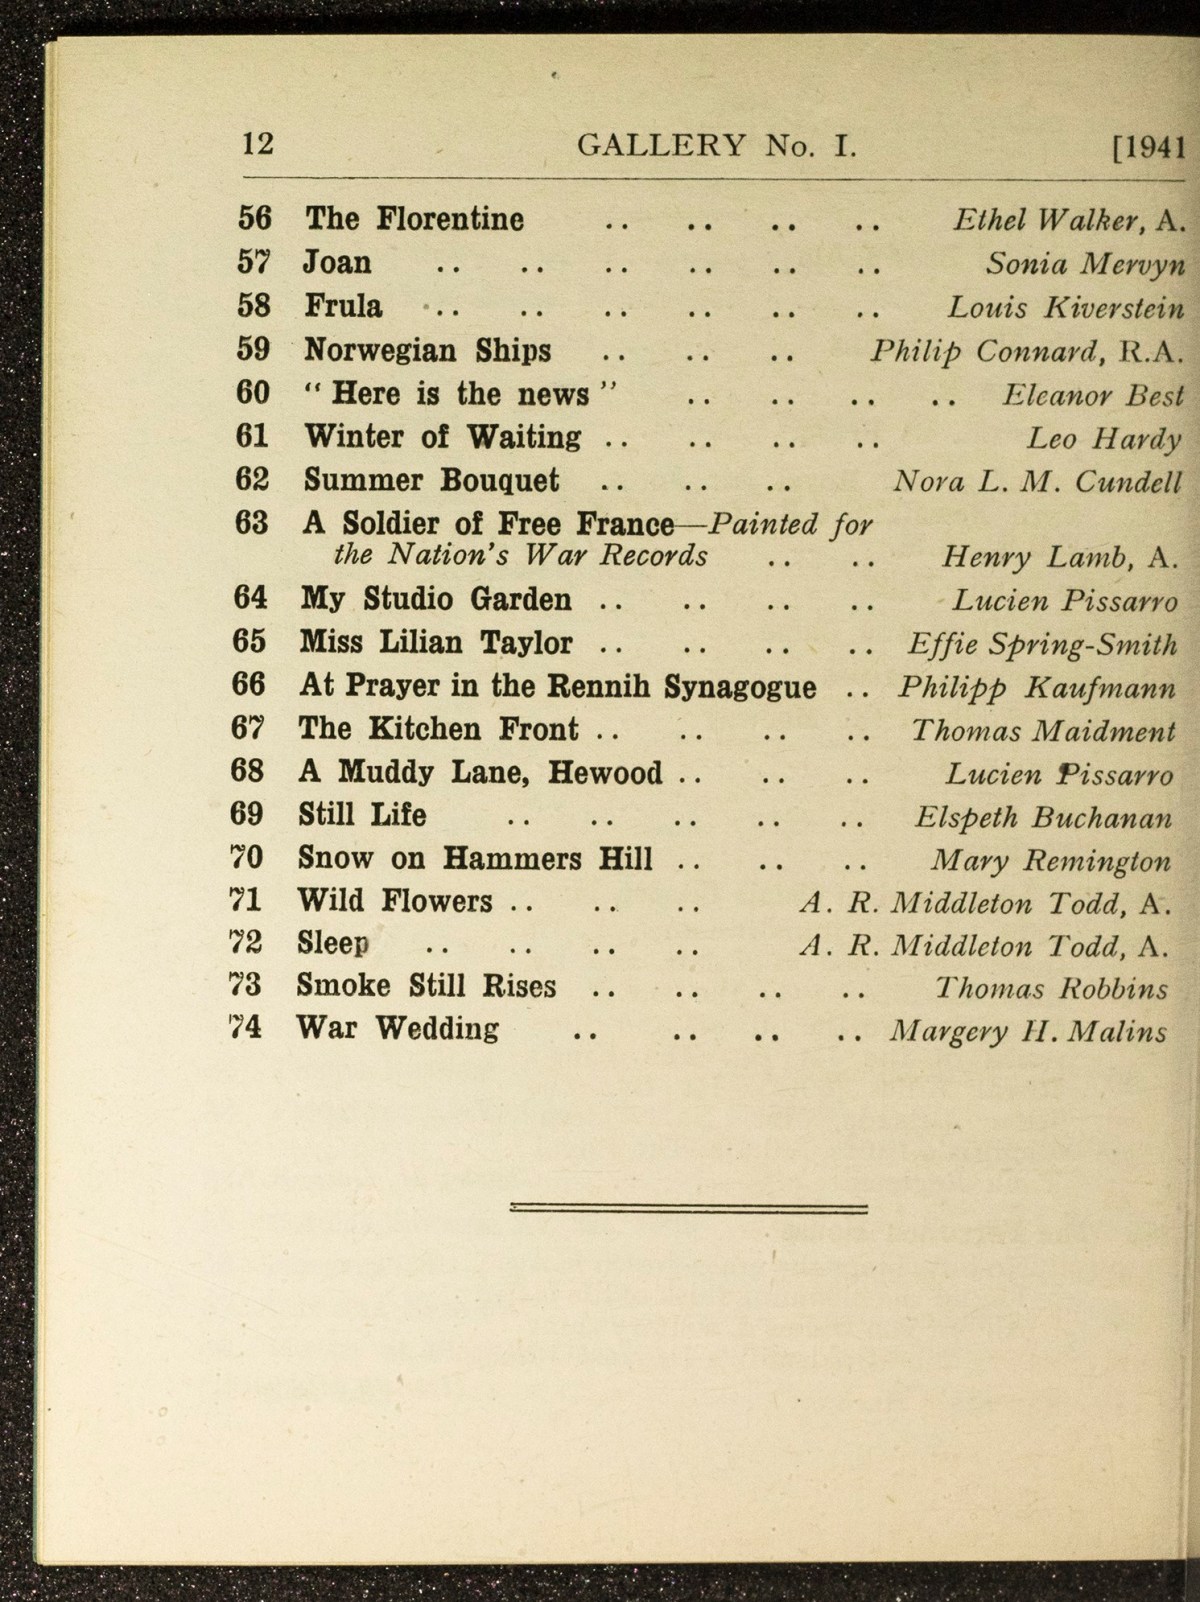 12 GALLERY No. I. [1941
56 The Florentine .. .. .. .. Ethel Walker, A.
57 Joan .. .. .. .. .. .. Sonia Mervyn
58 Frula .. .. .. .. .. .. Louis Kiverstein
59 Norwegian Ships .. .. .. Philip Connard, R.A.
60 “ Here is the news ” .. .. .. .. Eleanor Best
61 Winter of Waiting .. .. .. .. Leo Hardy
62 Summer Bouquet .. .. .. Nora L. M. Cundell
63 A Soldier of Free France—Painted for
the Nation’s War Records .. .. Henry Lamb, A.
64 My Studio Garden .. .. .. .. Lucien Pissarro
65 Miss Lilian Taylor .. .. .. .. Effie Spring-Smith
66 At Prayer in the Rennih Synagogue .. Philipp Kaufmann
67 The Kitchen Front .. .. .. .. Thomas Maidment
68 A Muddy Lane, Hewood .. .. .. Lucien Pissarro
69 Still Life .. .. .. .. .. Elspeth Buchanan
70 Snow on Hammers Hill .. .. .. Mary Remington
71 Wild Flowers .. .. .. A. R. Middleton Todd, A.
72 Sleep .. .. .. .. A. R. Middleton Todd, A.
73 Smoke Still Rises .. .. .. .. Thomas Robbins
74 War Wedding .. .. .. .. Margery H. Malins